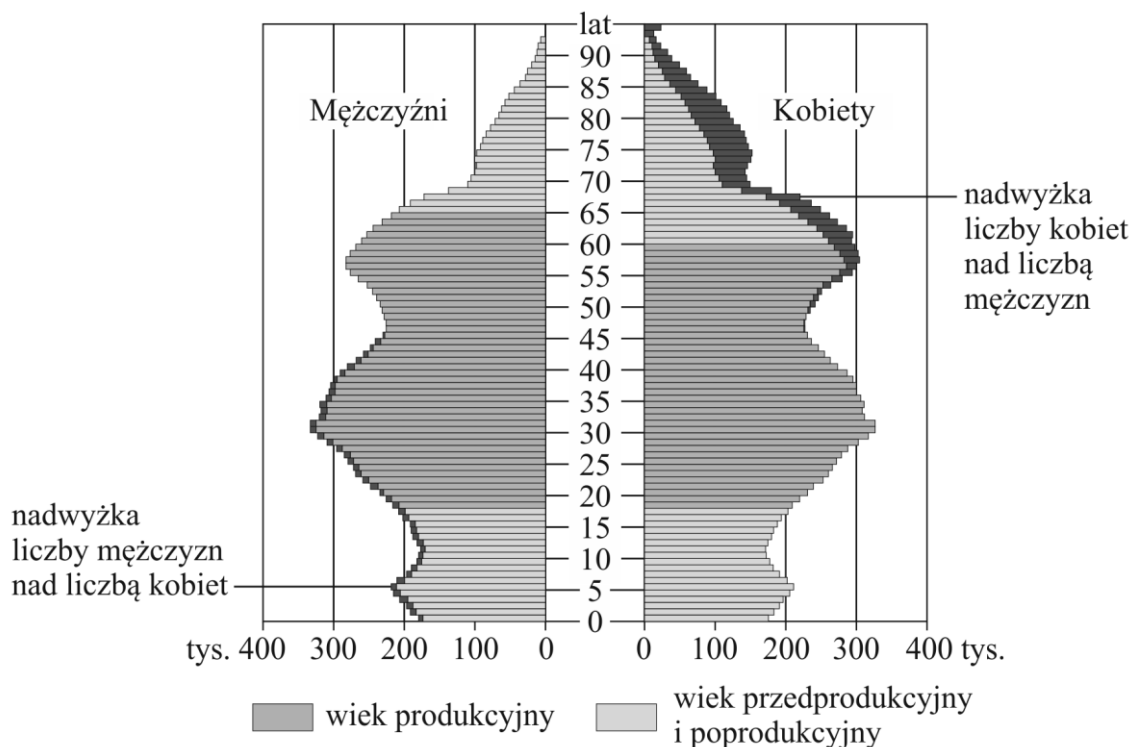 lat
90
85
80
75
70
65
60
55
50
45
40
35
30
25
20
15
10
5
0
Mężczyźni
Kobiety
nadwyżka
liczby kobiet
nad liczbą
mężczyzn
nadwyżka
liczby mężczyzn
nad liczbą kobiet
tys. 400 300 200 100 0
0 100 200 300 400 tys.
wiek produkcyjny
wiek przedprodukcyjny
i poprodukcyjny